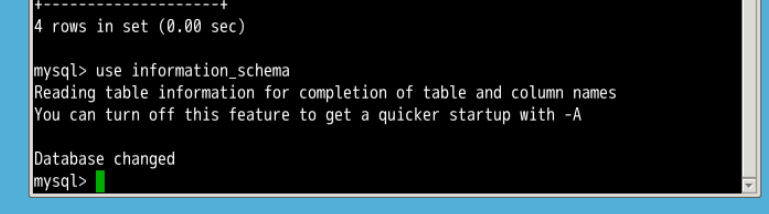 +--------------------+
4 rows in set (0.00 sec)
mysql> use information_schema
Reading table information for completion of table and column names
You can turn off this feature to get a quicker startup with -A
Database changed
mysql>